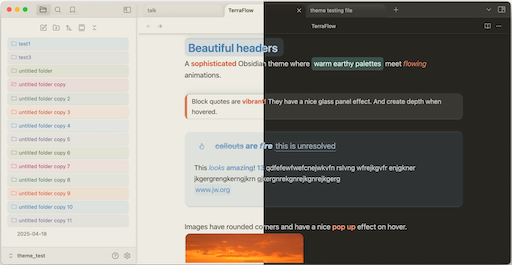 talk
TerraFlow
theme testing file
TerraFlow
test1
test3
untitled folder
untitled folder copy
untitled folder copy 2
untitled folder copy 3
untitled folder copy 4
untitled folder copy 5
untitled folder copy 6
untitled folder copy 7
untitled folder copy 8
untitled folder copy 9
untitled folder copy 10
untitled folder copy 11
2025-04-19
theme_test
Beautiful headers
A sophisticated Obsidian theme where warm earthy palettes meet flowing
animations.
Block quotes are vibrant! They have a nice glass panel effect. And create depth when
hovered.
callouts are fire this is unresolved
This looks amazing! 13 qdfefewfwefcnejwkvfn rslvng wfrejkgvfr enjgkner
jkgergrengkerngjkrn gjkergnrekgnrejkgnrejkgerg
www.jw.org
Images have rounded corners and have a nice pop up effect on hover.